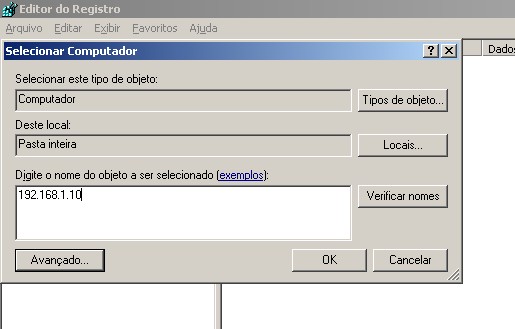 Editor do Registro
Arquivo Editar Exibir Favoritos Ajuda
Selecionar Computador
Dados
Selecionar este tipo de objeto:
Computador
Tipos de objeto...
Deste local:
Pasta inteira
Locais...
Digite o nome do objeto a ser selecionado (exemplos):
192.168.1.10
Verificar nomes
Avançado...
OK
Cancelar